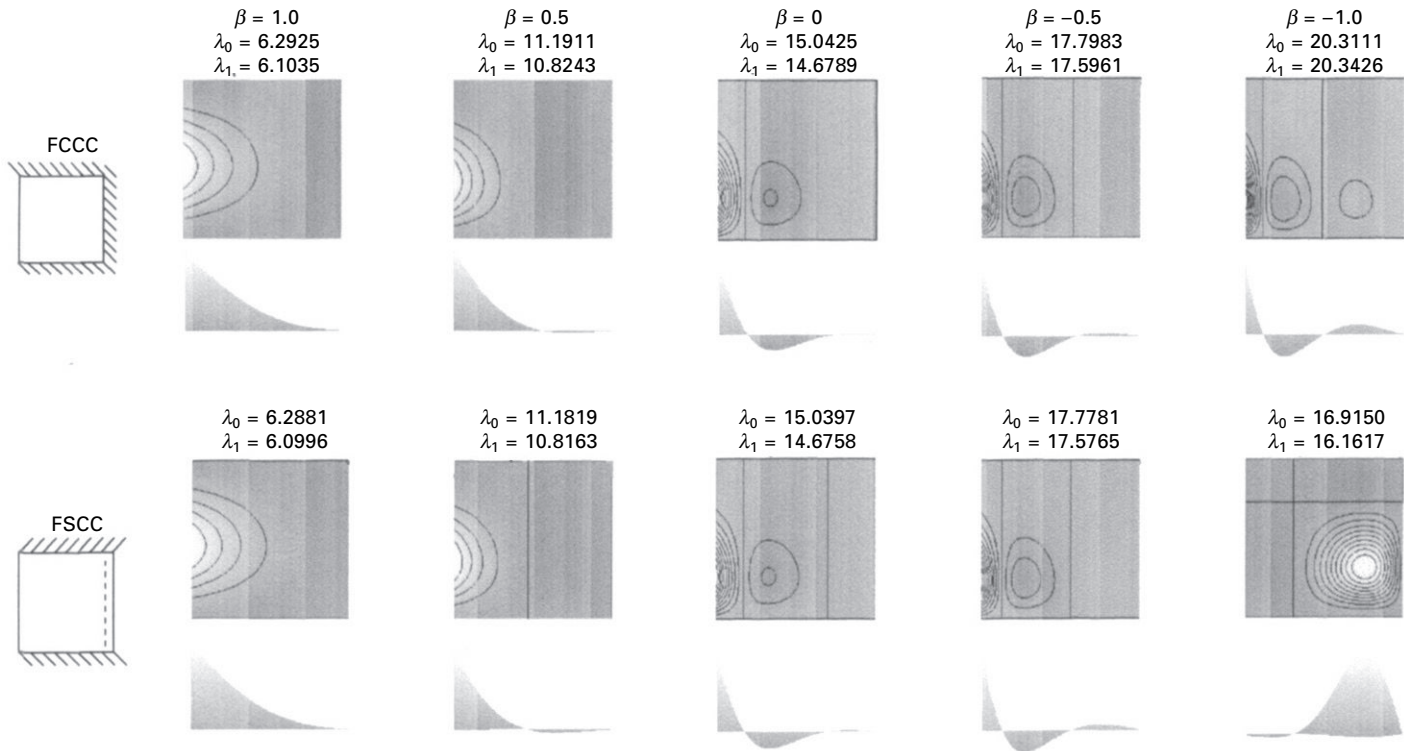 β = 1.0
λ0 = 6.2925
λ1 = 6.1035
β = 0.5
λ0 = 11.1911
λ1 = 10.8243
β = 0
λ0 = 15.0425
λ1 = 14.6789
β = −0.5
λ0 = 17.7983
λ1 = 17.5961
β = −1.0
λ0 = 20.3111
λ1 = 20.3426
FCCC
λ0 = 6.2881
λ1 = 6.0996
λ0 = 11.1819
λ1 = 10.8163
λ0 = 15.0397
λ1 = 14.6758
λ0 = 17.7781
λ1 = 17.5765
λ0 = 16.9150
λ1 = 16.1617
FSCC